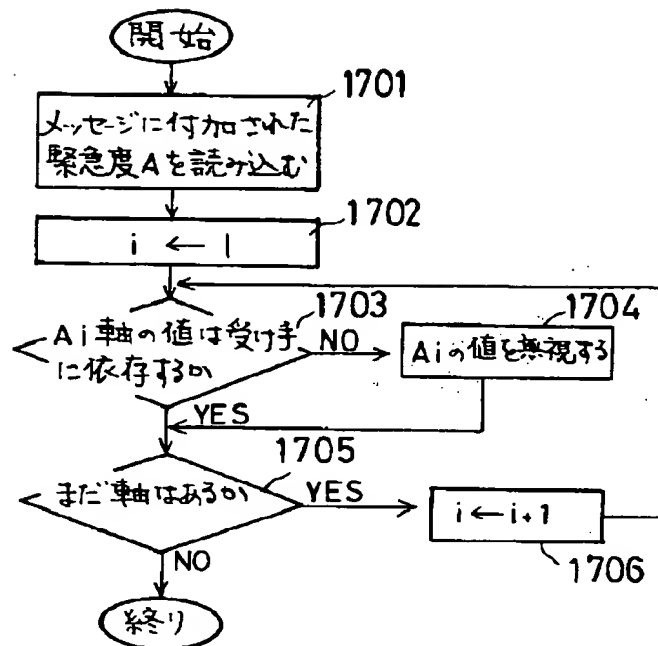 開始
1701
メッセージに付加された
緊急度Aを読み込む
1702
i ← 1
1703
Ai軸の値は受け手
に依存するか
NO
1704
Aiの値を無視する
YES
1705
まだ軸はあるか
YES
i←i+1
1706
NO
終り